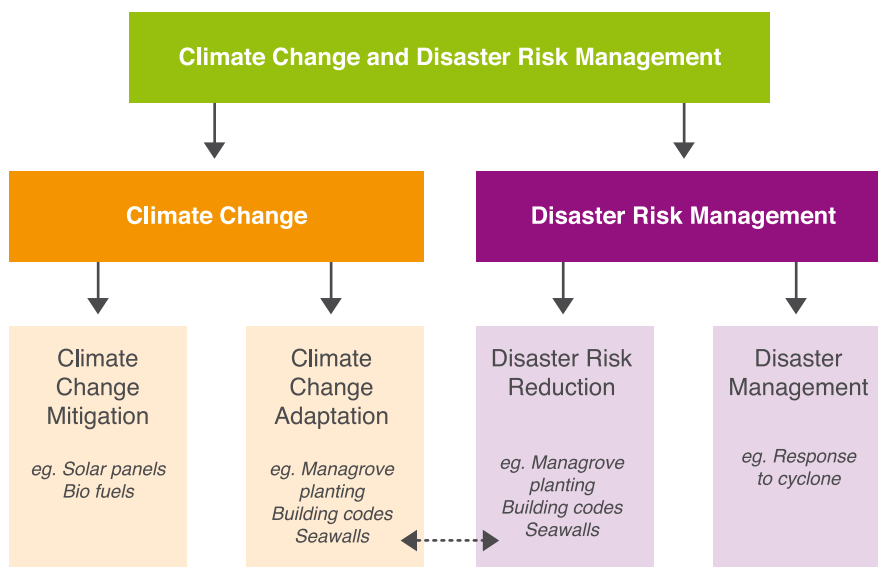 Climate Change and Disaster Risk Management
Climate Change
Disaster Risk Management
Climate
Change
Mitigation
eg. Solar panels
Bio fuels
Climate
Change
Adaptation
eg. Managrove
planting
Building codes
Seawalls
Disaster Risk
Reduction
eg. Managrove
planting
Building codes
Seawalls
Disaster
Management
eg. Response
to cyclone